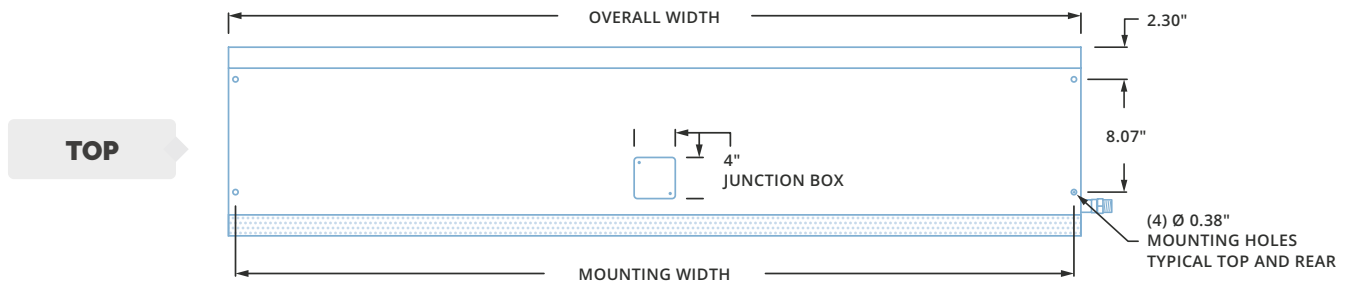 OVERALL WIDTH
2.30"
TOP
8.07"
4"
JUNCTION BOX
(4) Ø 0.38"
MOUNTING HOLES
TYPICAL TOP AND REAR
MOUNTING WIDTH